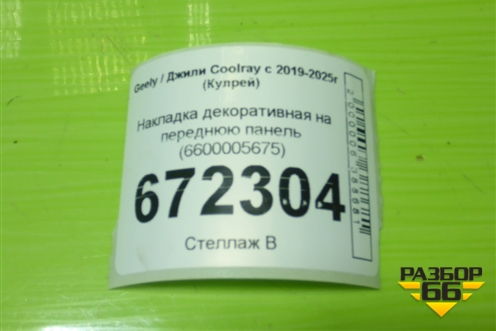 Geely / Джили Coolray с 2019-2025г
(Кулрей)
Накладка декоративная на
переднюю панель
(6600005675)
672304
Стеллаж В
РАЗБОР
66